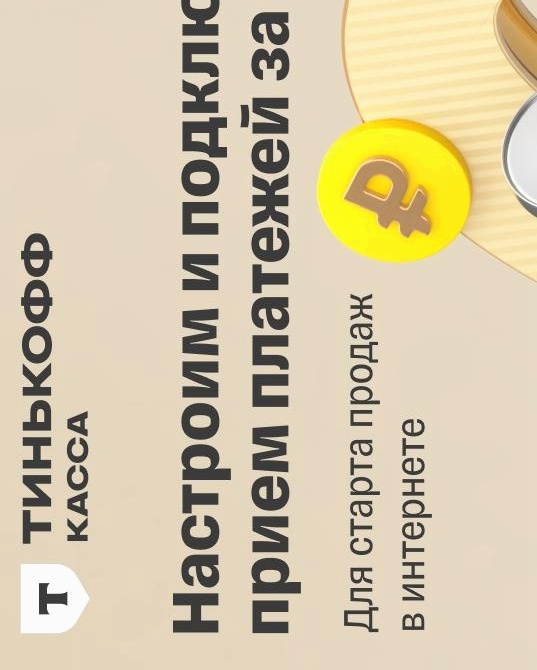 ТИНЬКОФФ
КАССА
Настроим и подклю
прием платежей за
Для старта продаж
в интернете